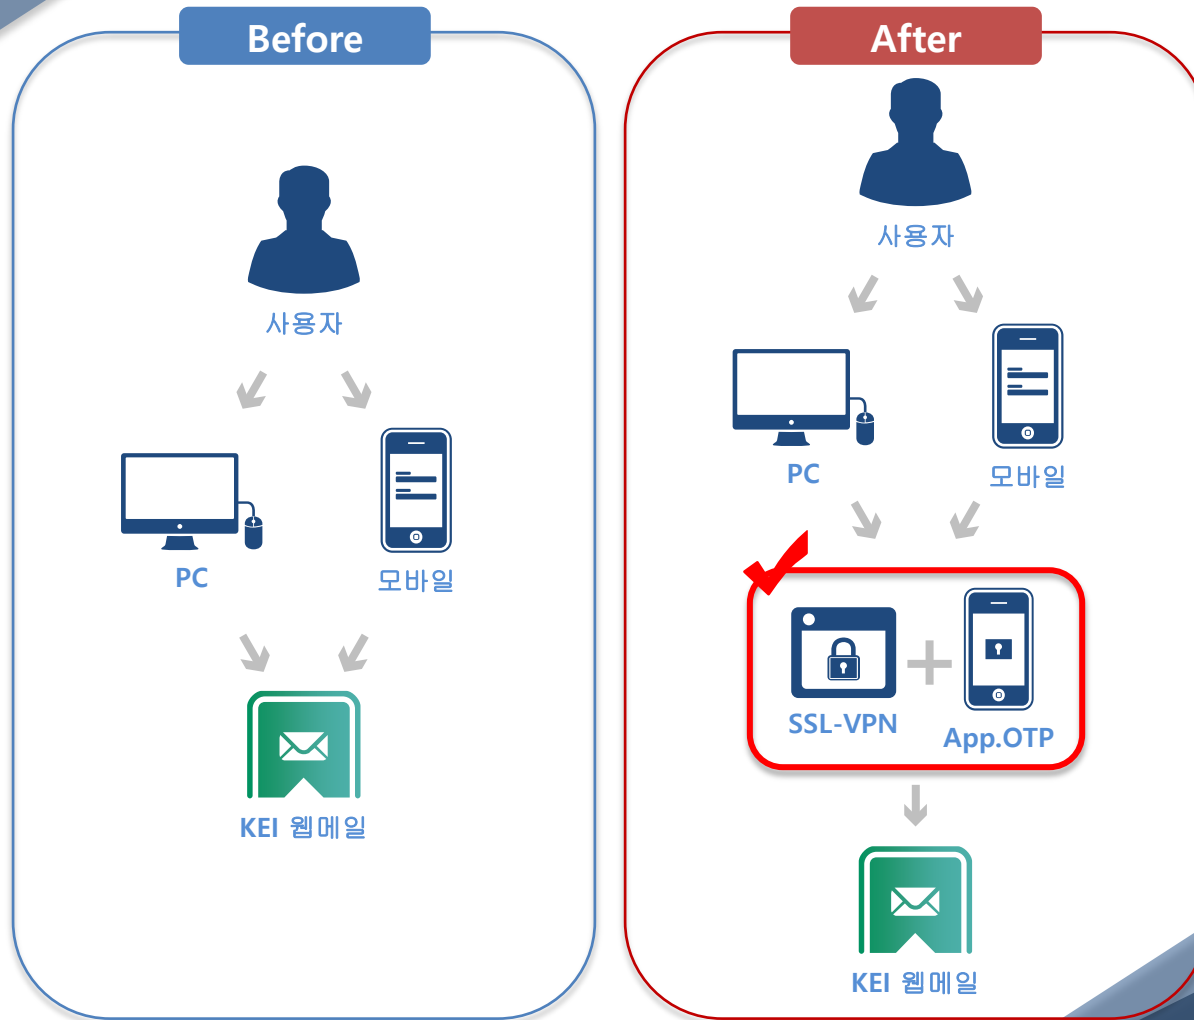 Before
사용자
PC
모바일
KEI 웹메일
After
사용자
PC
모바일
SSL-VPN
App.OTP
KEI 웹메일